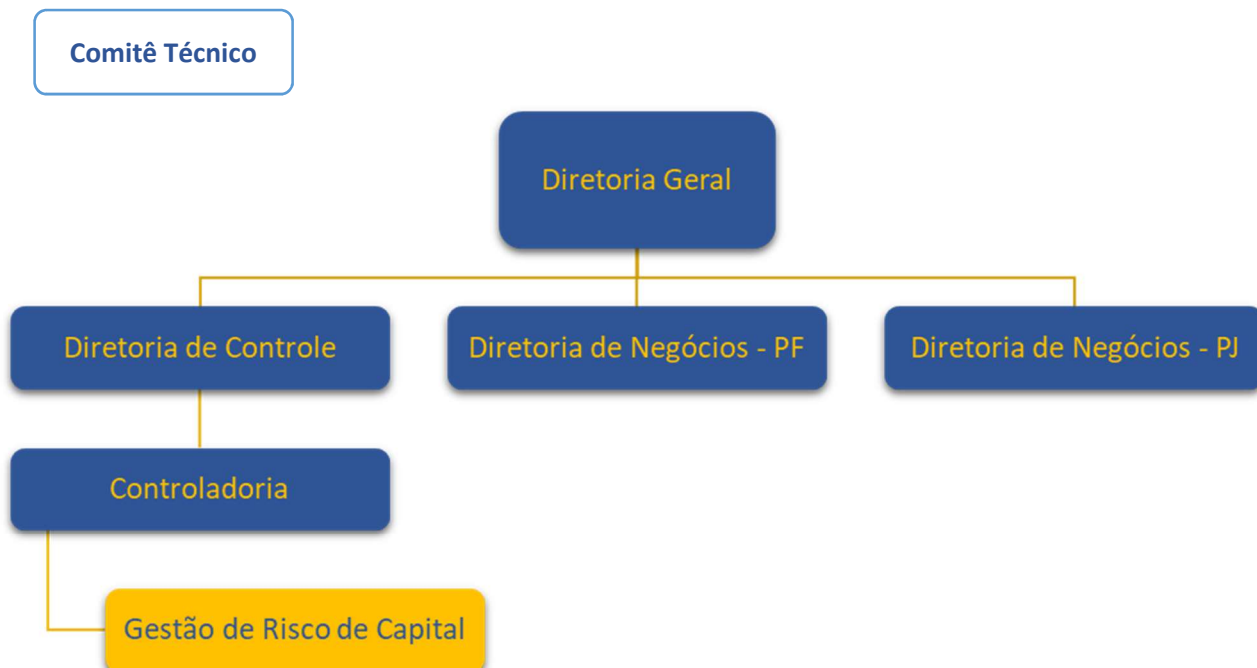 Comitê Técnico
Diretoria Geral
Diretoria de Controle
Diretoria de Negócios - PF
Diretoria de Negócios - PJ
Controladoria
Gestão de Risco de Capital